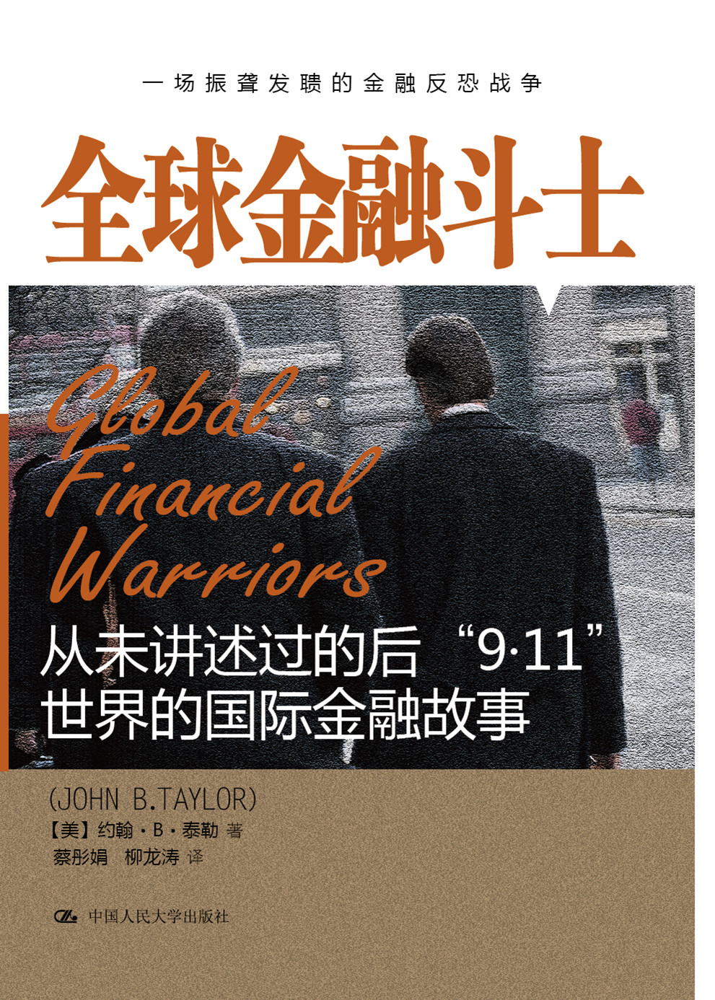 一场振聋发聩的金融反恐战争
全球金融斗士
Global
Financial
Warriors
从未讲述过的后“9·11”
世界的国际金融故事
(JOHN B.TAYLOR)
【美】约翰·B·泰勒 著
蔡彤娟 柳龙涛 译
中国人民大学出版社